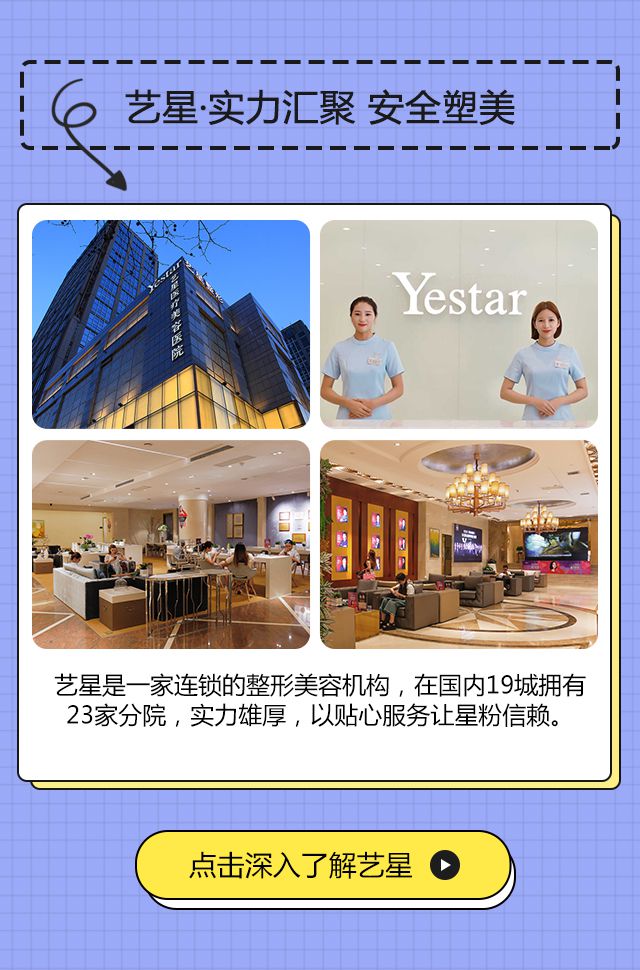 艺星·实力汇聚 安全塑美
Yestar
艺星医疗美容医院
Yestar
艺星是一家连锁的整形美容机构，在国内19城拥有
23家分院，实力雄厚，以贴心服务让星粉信赖。
点击深入了解艺星